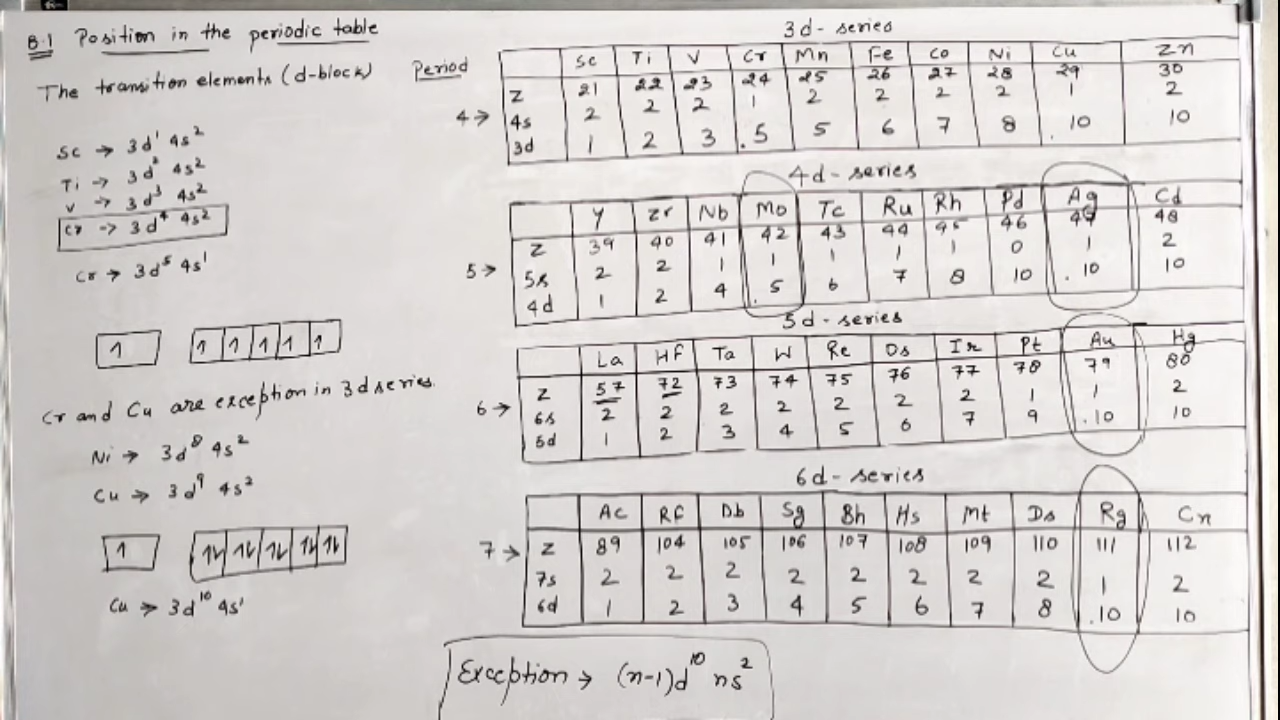 8.1 Position in the periodic table
The transition elements (d-block)
Sc → 3d¹ 4s²
Ti → 3d² 4s²
V → 3d³ 4s²
Cr → 3d⁴ 4s²
Cr → 3d⁵ 4s¹
1 1 1 1 1 1
Cr and Cu are exception in 3d series.
Ni → 3d⁸ 4s²
Cu → 3d⁹ 4s²
1 1↓ 1↓ 1↓ 1↓ 1↓
Cu → 3d¹⁰ 4s¹
Period
3d-series
Sc Ti V Cr Mn Fe Co Ni Cu Zn
4 → Z 21 22 23 24 25 26 27 28 29 30
4s 2 2 2 1 2 2 2 2 1 2
3d 1 2 3 .5 5 6 7 8 .10 10
4d-series
Y Zr Nb Mo Tc Ru Rh Pd Ag Cd
5 → Z 39 40 41 42 43 44 45 46 47 48
5s 2 2 1 1 1 1 1 0 1 2
4d 1 2 4 .5 6 7 8 10 .10 10
5d-series
La Hf Ta W Re Os Ir Pt Au Hg
6 → Z 57 72 73 74 75 76 77 78 79 80
6s 2 2 2 2 2 2 2 1 1 2
5d 1 2 3 4 5 6 7 9 .10 10
6d-series
Ac Rf Db Sg Bh Hs Mt Ds Rg Cn
7 → Z 89 104 105 106 107 108 109 110 111 112
7s 2 2 2 2 2 2 2 2 1 2
6d 1 2 3 4 5 6 7 8 .10 10
Exception → (n-1)d¹⁰ ns²